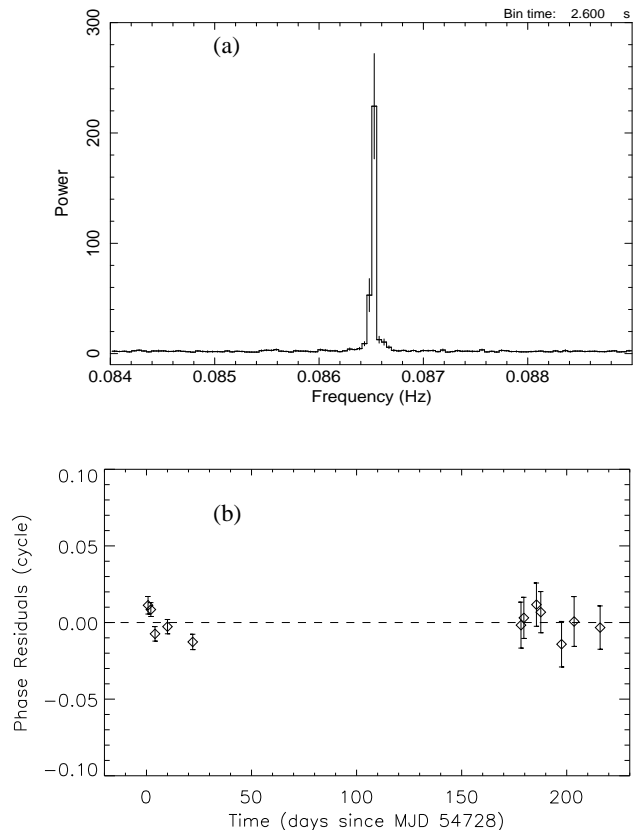 Bin time: 2.600 s
(a)
300
200
100
0
Power
0.084 0.085 0.086 0.087 0.088
Frequency (Hz)
(b)
0.10
0.05
0.00
−0.05
−0.10
Phase Residuals (cycle)
0 50 100 150 200
Time (days since MJD 54728)